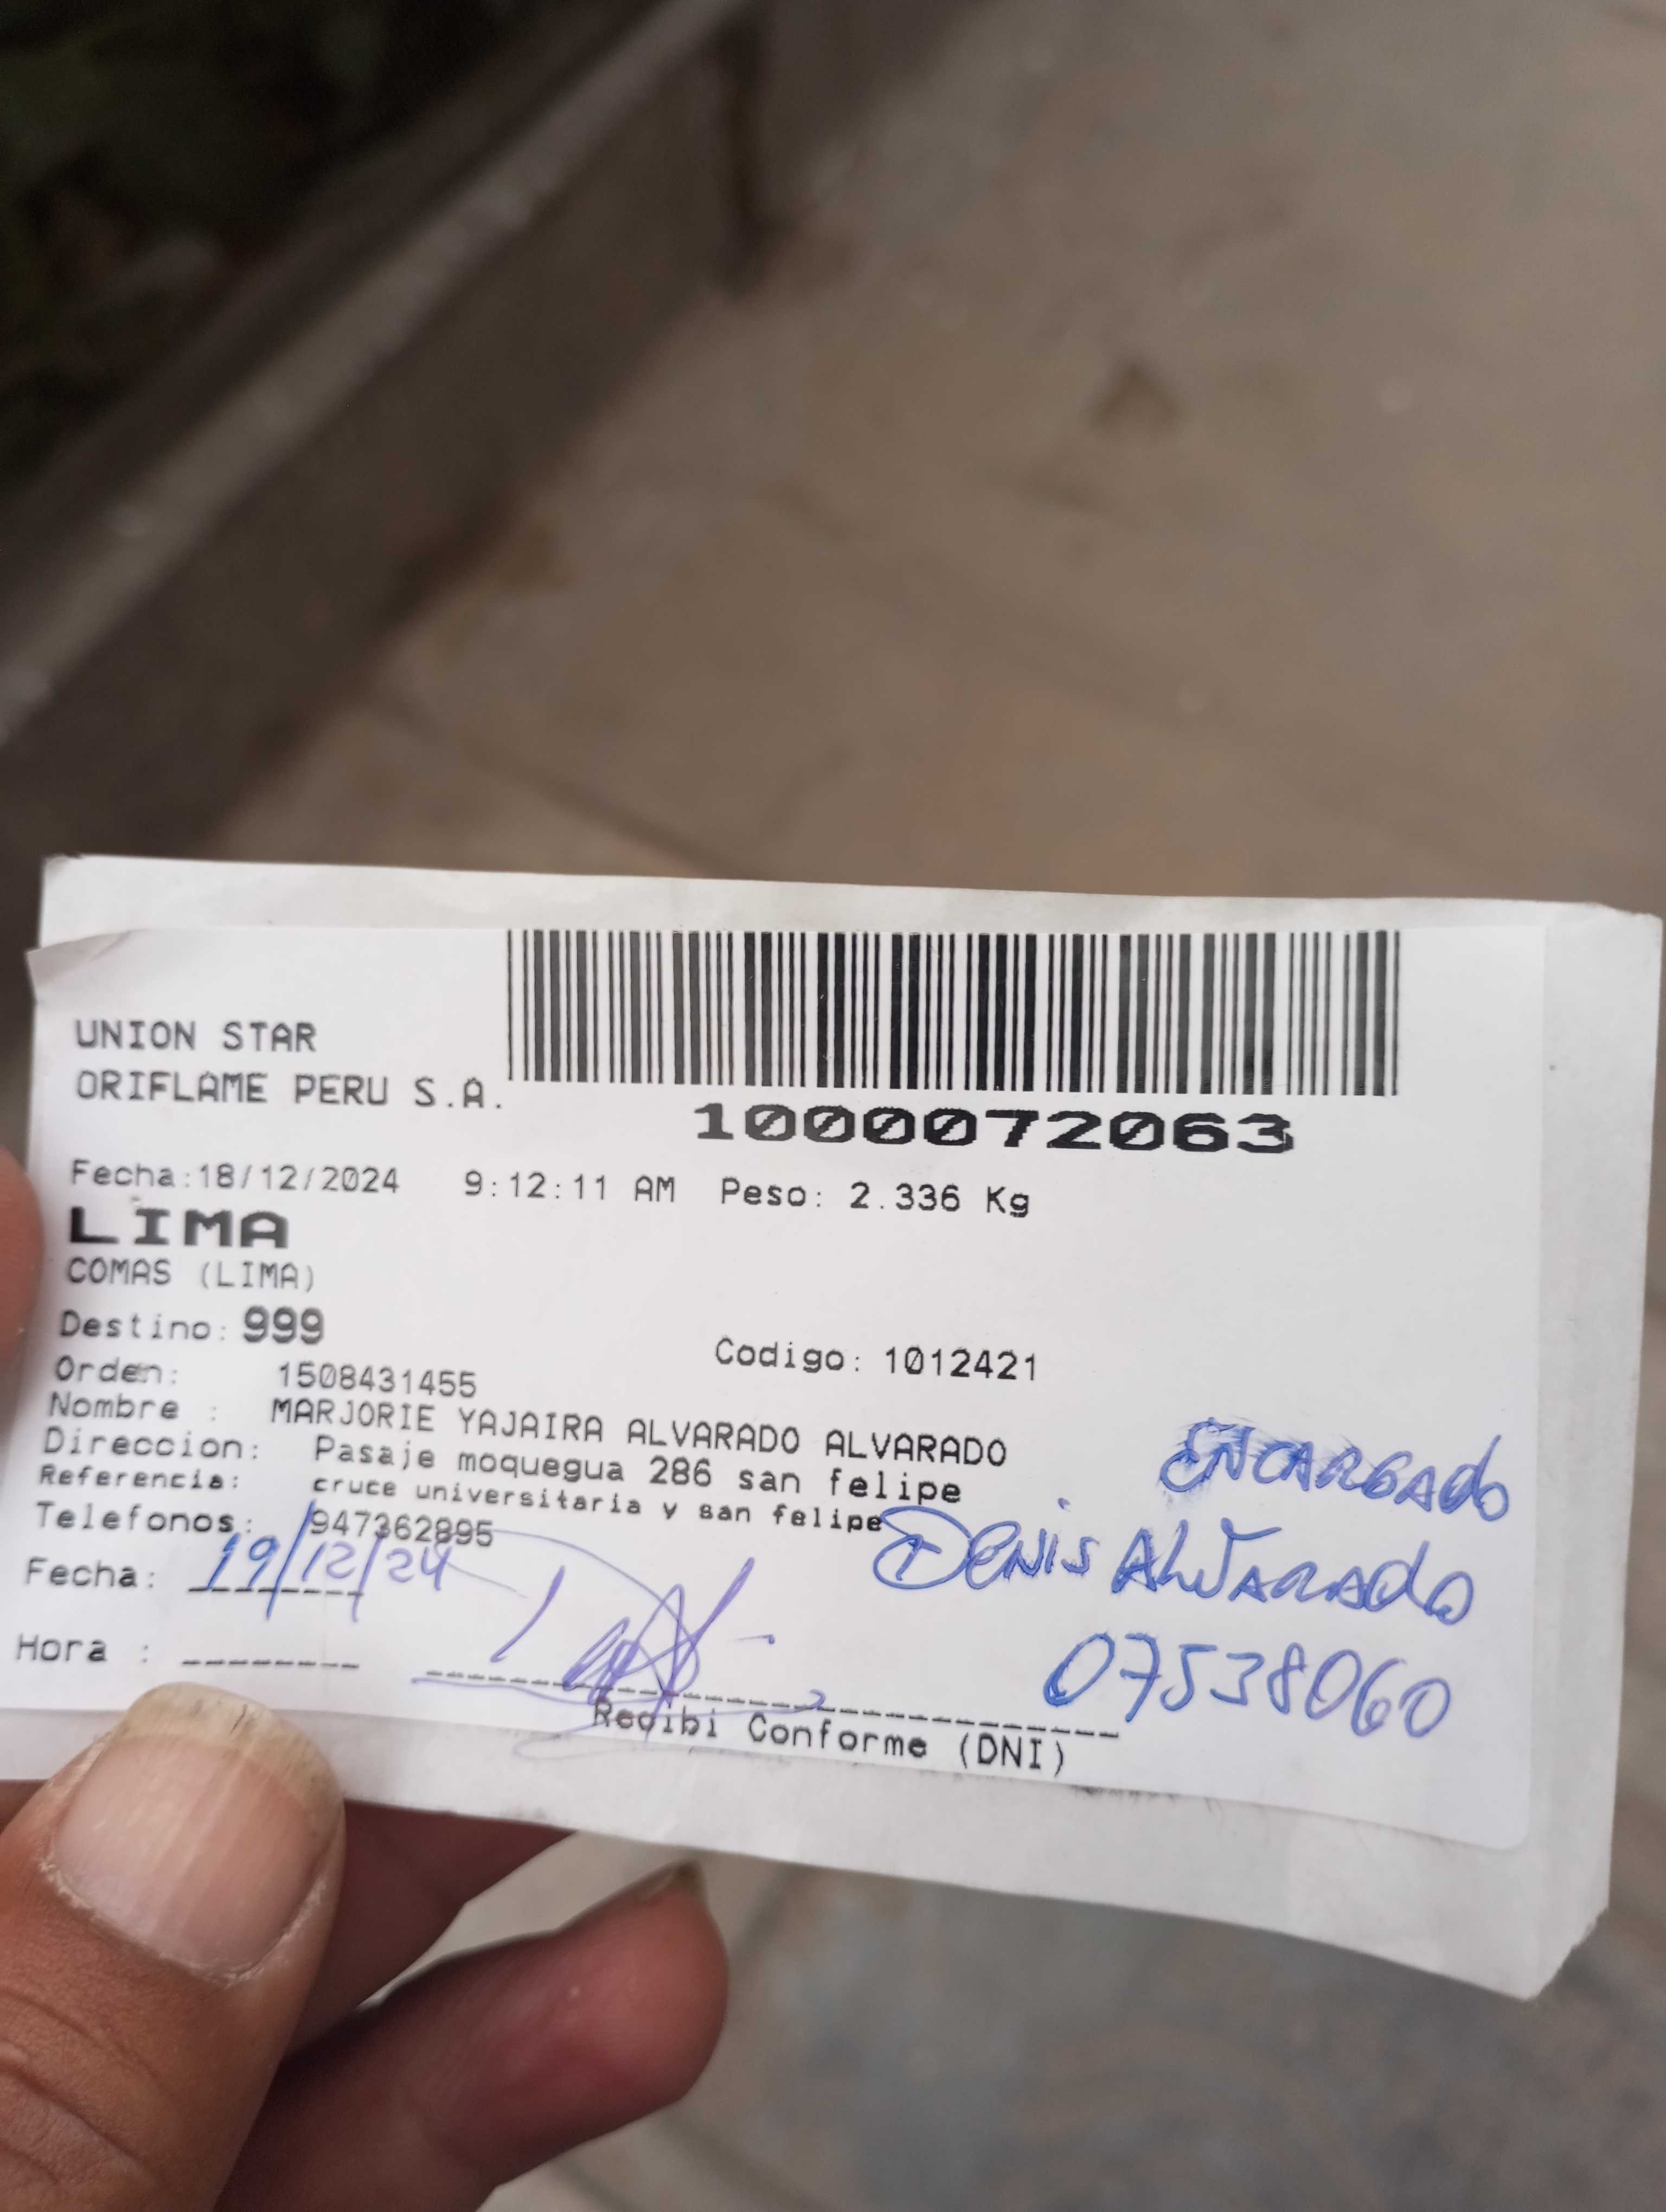 UNION STAR
ORIFLAME PERU S.A.
1000072063
Fecha:18/12/2024 9:12:11 AM Peso: 2.336 Kg
LIMA
COMAS (LIMA)
Destino: 999
Codigo: 1012421
Orden: 1508431455
Nombre : MARJORIE YAJAIRA ALVARADO ALVARADO
Direccion: Pasaje moquegua 286 san felipe
Referencia: cruce universitaria y san felipe
Telefonos: 947362895
ENCARGADO
DENIS ALVARADO
07538060
Fecha: 19/12/24
Hora :
Recibi Conforme (DNI)